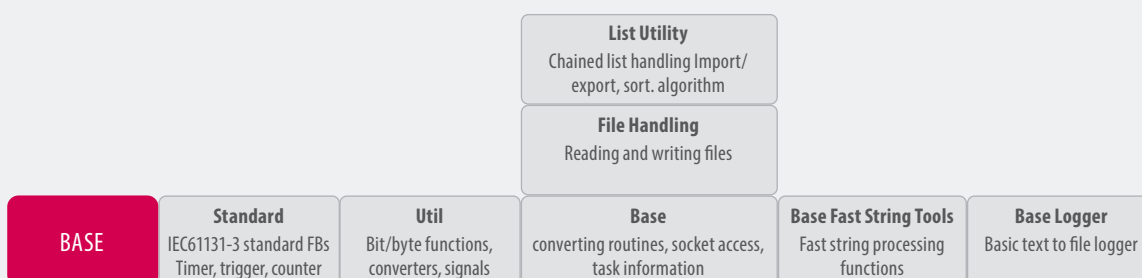 List Utility
Chained list handling Import/
export, sort. algorithm
File Handling
Reading and writing files
BASE
Standard
IEC61131-3 standard FBs
Timer, trigger, counter
Util
Bit/byte functions,
converters, signals
Base
converting routines, socket access,
task information
Base Fast String Tools
Fast string processing
functions
Base Logger
Basic text to file logger